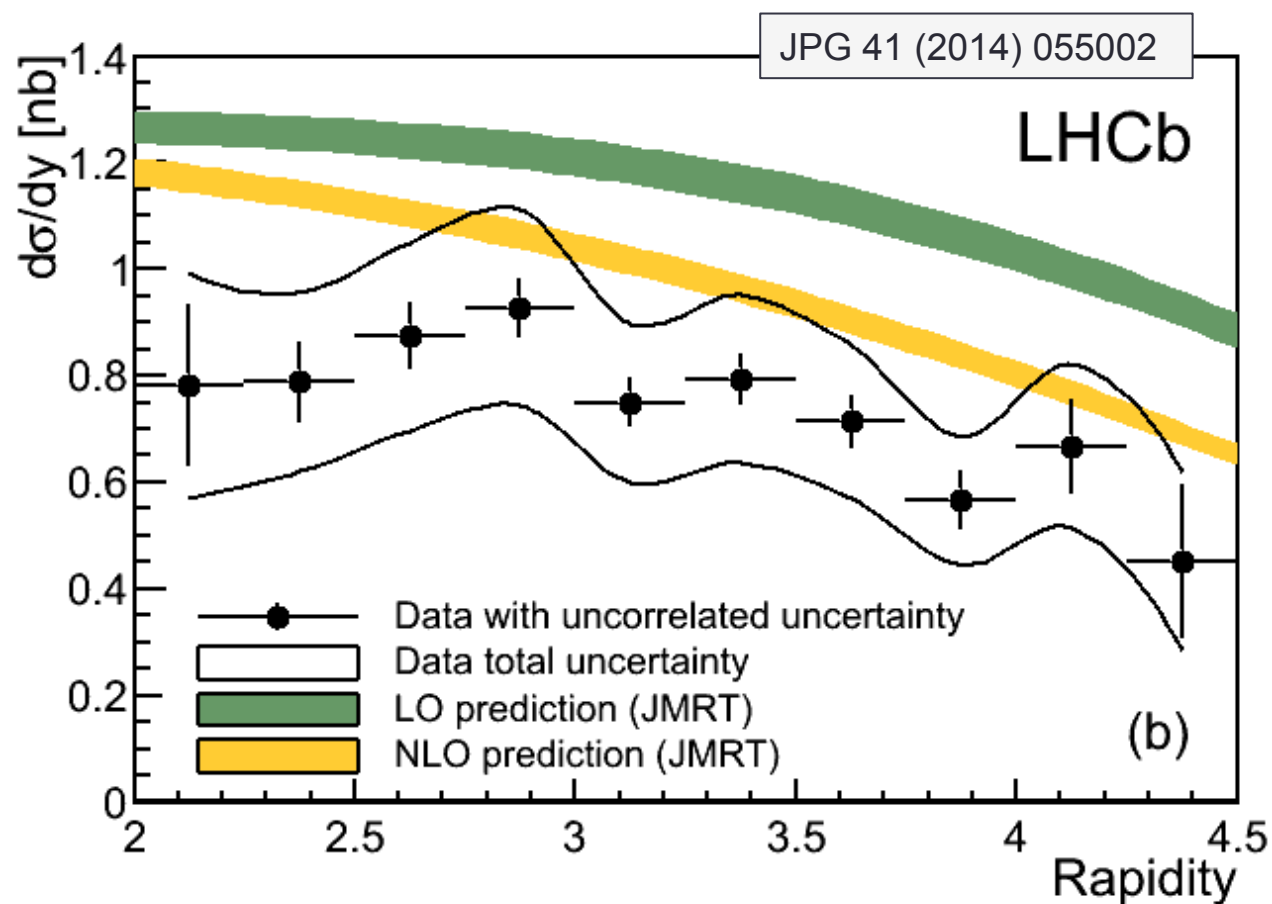 JPG 41 (2014) 055002
LHCb
dσ/dy [nb]
1.4
1.2
1
0.8
0.6
0.4
0.2
0
Data with uncorrelated uncertainty
Data total uncertainty
LO prediction (JMRT)
NLO prediction (JMRT)
(b)
2 2.5 3 3.5 4 4.5
Rapidity